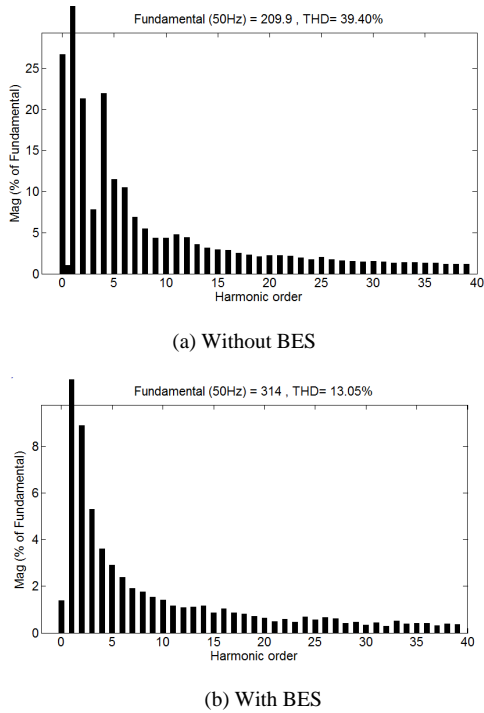 Fundamental (50Hz) = 209.9 , THD= 39.40%
Mag (% of Fundamental)
25
20
15
10
5
0
0 5 10 15 20 25 30 35 40
Harmonic order
(a) Without BES
Fundamental (50Hz) = 314 , THD= 13.05%
Mag (% of Fundamental)
8
6
4
2
0
0 5 10 15 20 25 30 35 40
Harmonic order
(b) With BES